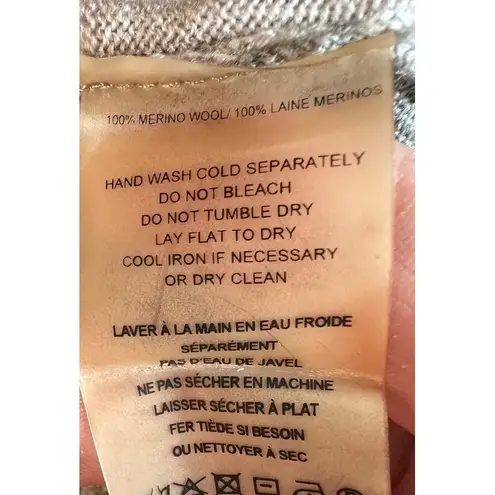 100% MERINO WOOL/ 100% LAINE MERINOS
HAND WASH COLD SEPARATELY
DO NOT BLEACH
DO NOT TUMBLE DRY
LAY FLAT TO DRY
COOL IRON IF NECESSARY
OR DRY CLEAN
LAVER À LA MAIN EN EAU FROIDE
SÉPARÉMENT
PAS D'EAU DE JAVEL
NE PAS SÉCHER EN MACHINE
LAISSER SÉCHER À PLAT
FER TIÈDE SI BESOIN
OU NETTOYER À SEC